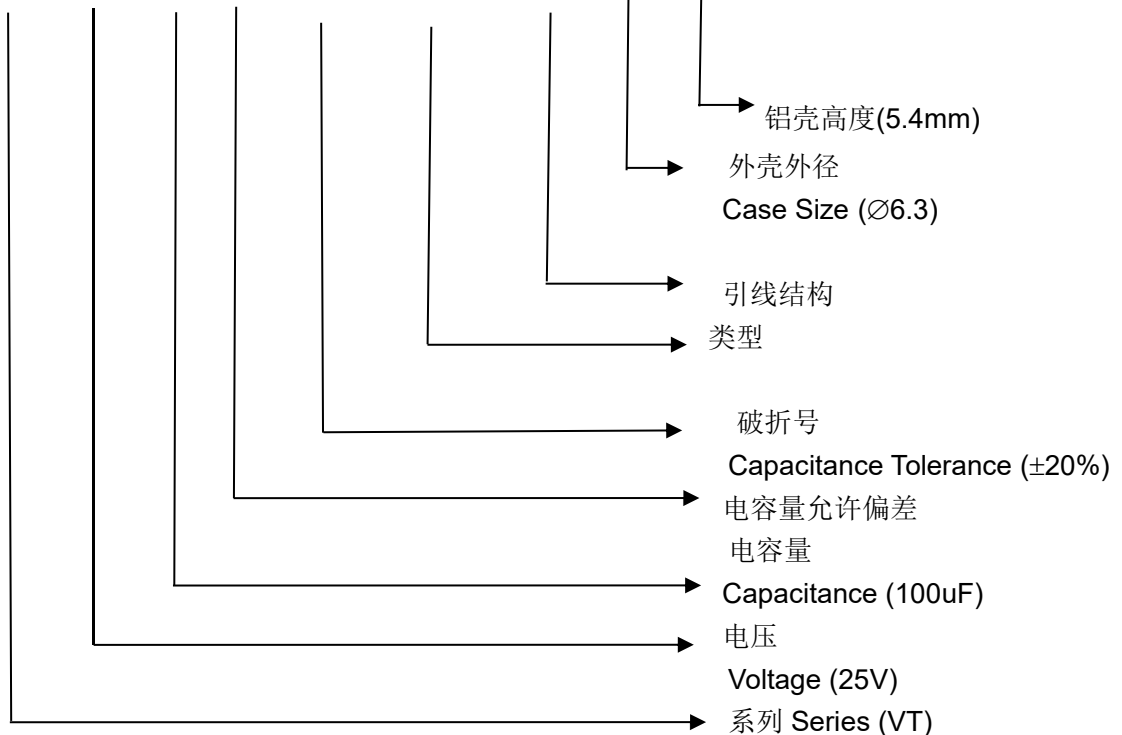 铝壳高度(5.4mm)
外壳外径
Case Size (∅6.3)
引线结构
类型
破折号
Capacitance Tolerance (±20%)
电容量允许偏差
电容量
Capacitance (100uF)
电压
Voltage (25V)
系列 Series (VT)